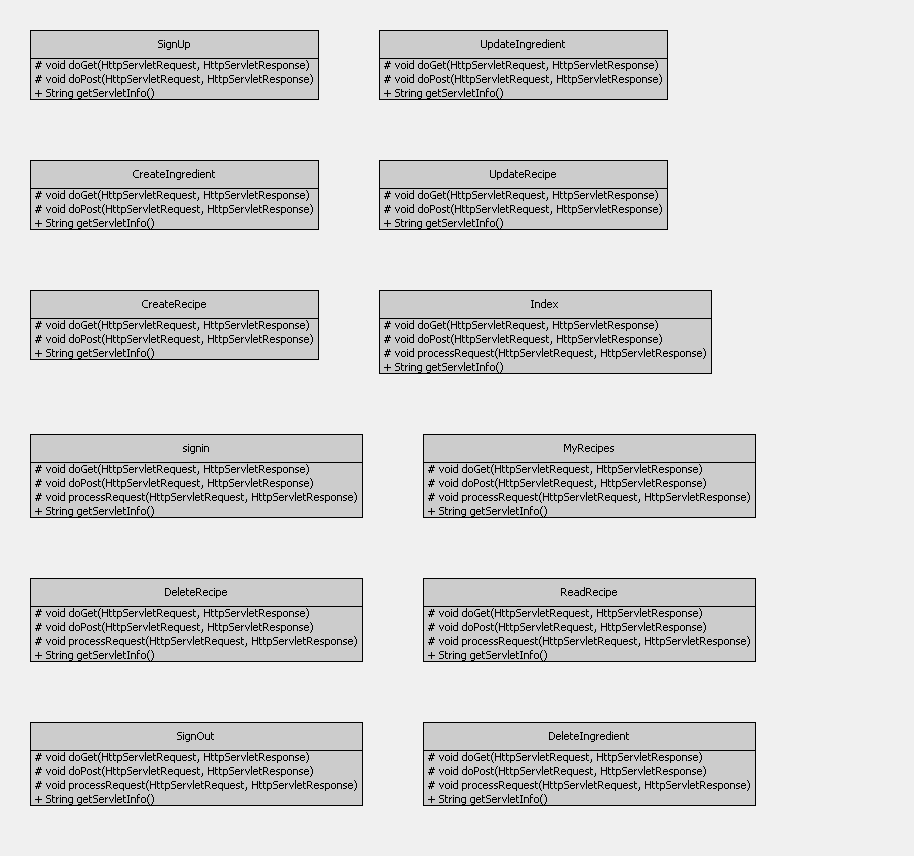 SignUp
# void doGet(HttpServletRequest, HttpServletResponse)
# void doPost(HttpServletRequest, HttpServletResponse)
+ String getServletInfo()
UpdateIngredient
# void doGet(HttpServletRequest, HttpServletResponse)
# void doPost(HttpServletRequest, HttpServletResponse)
+ String getServletInfo()
CreateIngredient
# void doGet(HttpServletRequest, HttpServletResponse)
# void doPost(HttpServletRequest, HttpServletResponse)
+ String getServletInfo()
UpdateRecipe
# void doGet(HttpServletRequest, HttpServletResponse)
# void doPost(HttpServletRequest, HttpServletResponse)
+ String getServletInfo()
CreateRecipe
# void doGet(HttpServletRequest, HttpServletResponse)
# void doPost(HttpServletRequest, HttpServletResponse)
+ String getServletInfo()
Index
# void doGet(HttpServletRequest, HttpServletResponse)
# void doPost(HttpServletRequest, HttpServletResponse)
# void processRequest(HttpServletRequest, HttpServletResponse)
+ String getServletInfo()
signin
# void doGet(HttpServletRequest, HttpServletResponse)
# void doPost(HttpServletRequest, HttpServletResponse)
# void processRequest(HttpServletRequest, HttpServletResponse)
+ String getServletInfo()
MyRecipes
# void doGet(HttpServletRequest, HttpServletResponse)
# void doPost(HttpServletRequest, HttpServletResponse)
# void processRequest(HttpServletRequest, HttpServletResponse)
+ String getServletInfo()
DeleteRecipe
# void doGet(HttpServletRequest, HttpServletResponse)
# void doPost(HttpServletRequest, HttpServletResponse)
# void processRequest(HttpServletRequest, HttpServletResponse)
+ String getServletInfo()
ReadRecipe
# void doGet(HttpServletRequest, HttpServletResponse)
# void doPost(HttpServletRequest, HttpServletResponse)
# void processRequest(HttpServletRequest, HttpServletResponse)
+ String getServletInfo()
SignOut
# void doGet(HttpServletRequest, HttpServletResponse)
# void doPost(HttpServletRequest, HttpServletResponse)
# void processRequest(HttpServletRequest, HttpServletResponse)
+ String getServletInfo()
DeleteIngredient
# void doGet(HttpServletRequest, HttpServletResponse)
# void doPost(HttpServletRequest, HttpServletResponse)
# void processRequest(HttpServletRequest, HttpServletResponse)
+ String getServletInfo()